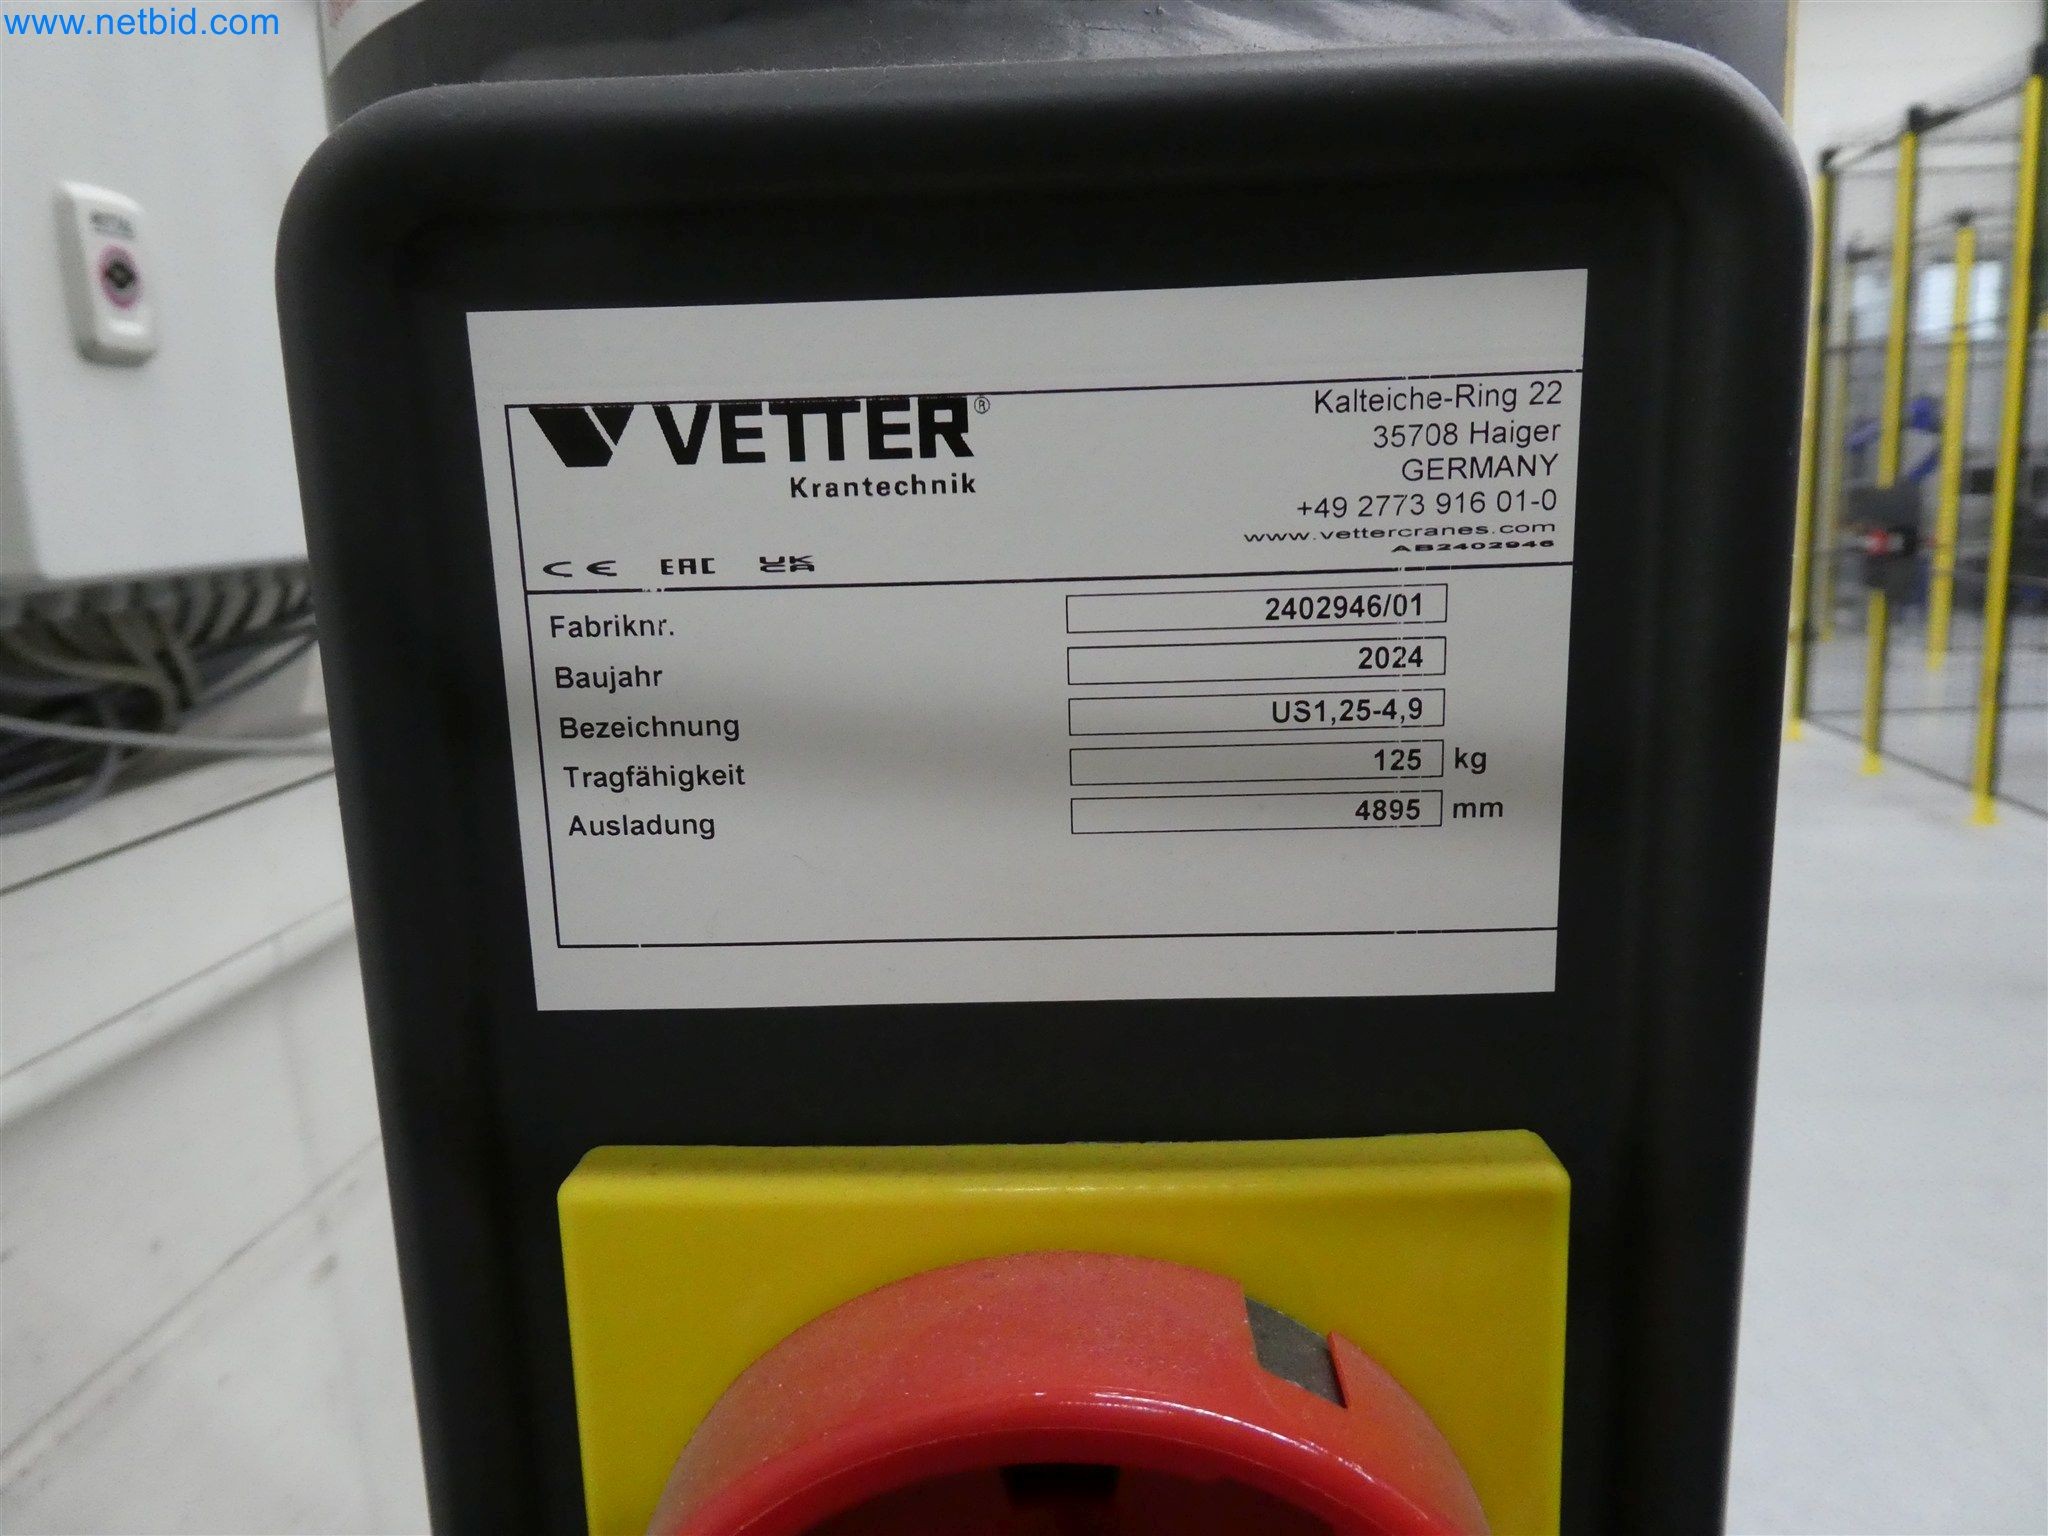 www.netbid.com
VETTER®
Krantechnik
Kalteiche-Ring 22
35708 Haiger
GERMANY
+49 2773 916 01-0
www.vettercranes.com
AB2402946
CE EAC UK
CA
Fabriknr. 2402946/01
Baujahr 2024
Bezeichnung US1,25-4,9
Tragfähigkeit 125 kg
Ausladung 4895 mm